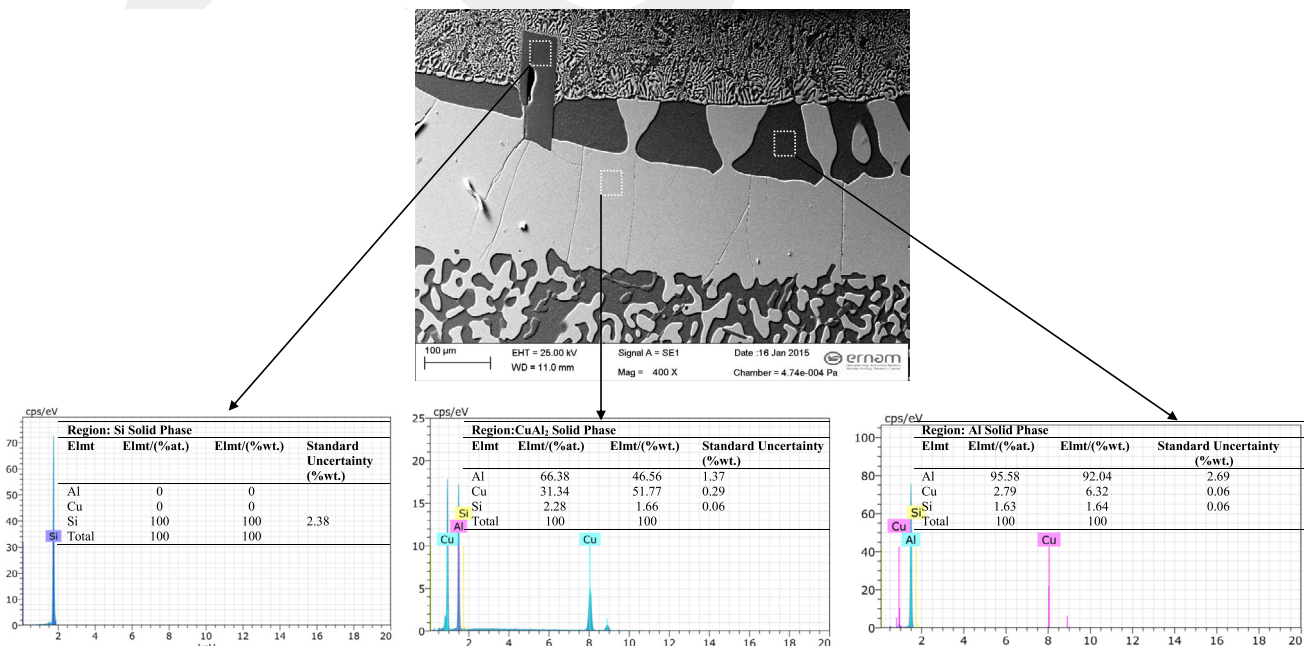 100 µm
EHT = 25.00 kV
WD = 11.0 mm
Signal A = SE1
Mag = 400 X
Date :16 Jan 2015
Chamber = 4.74e-004 Pa
ernam
cps/eV
70
60
50
40
30
20
10
0
2 4 6 8 10 12 14 16 18 20
Si
Region: Si Solid Phase
Elmt Elmt/(%at.) Elmt/(%wt.) Standard
Uncertainty
(%wt.)
Al 0 0
Cu 0 0
Si 100 100 2.38
Total 100 100
cps/eV
25
20
15
10
5
0
2 4 6 8 10 12 14 16 18 20
Si
Al
Cu Cu
Region:CuAl₂ Solid Phase
Elmt Elmt/(%at.) Elmt/(%wt.) Standard Uncertainty
(%wt.)
Al 66.38 46.56 1.37
Cu 31.34 51.77 0.29
Si 2.28 1.66 0.06
Total 100 100
cps/eV
100
80
60
40
20
0
2 4 6 8 10 12 14 16 18 20
Si
Cu
Al Cu
Region: Al Solid Phase
Elmt Elmt/(%at.) Elmt/(%wt.) Standard Uncertainty
(%wt.)
Al 95.58 92.04 2.69
Cu 2.79 6.32 0.06
Si 1.63 1.64 0.06
Total 100 100